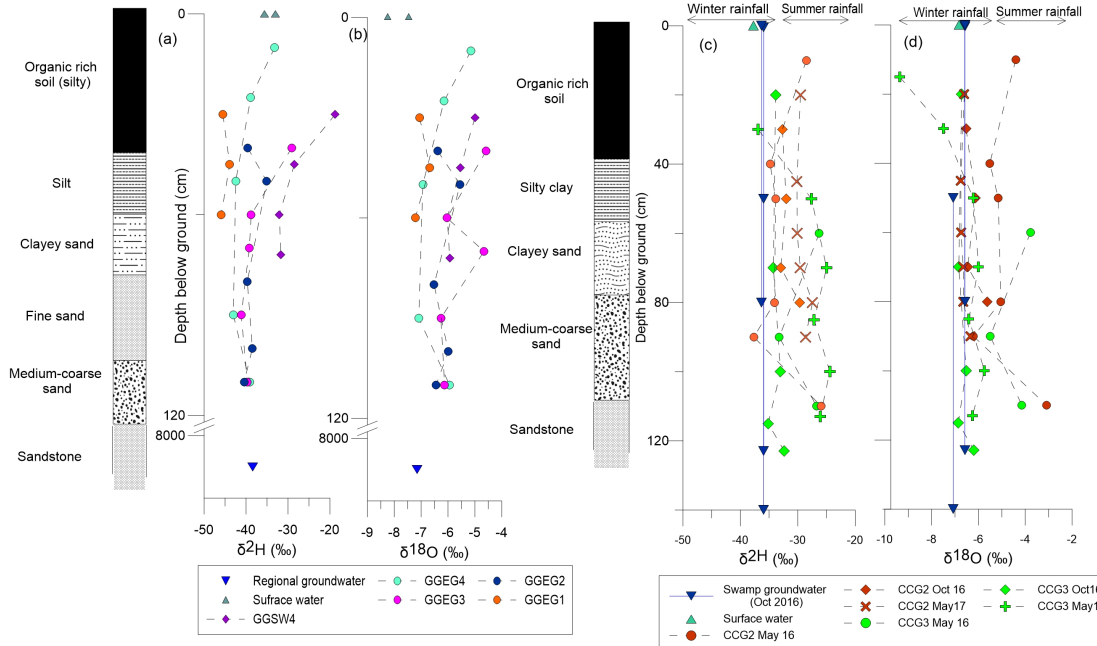 Organic rich
soil (silty)
Silt
Clayey sand
Fine sand
Medium-coarse
sand
Sandstone
Depth below ground (cm)
0
120
8000
(a)
-50 -40 -30 -20
δ²H (‰)
0
120
8000
(b)
-9 -8 -7 -6 -5 -4
δ¹⁸O (‰)
Regional groundwater
Sufrace water
GGSW4
GGEG4
GGEG3
GGEG2
GGEG1
Organic rich
soil
Silty clay
Clayey sand
Medium-coarse
sand
Sandstone
Depth below ground (cm)
0
40
80
120
Winter rainfall
Summer rainfall
(c)
-50 -40 -30 -20
δ²H (‰)
Winter rainfall
Summer rainfall
(d)
-10 -8 -6 -4 -2
δ¹⁸O (‰)
Swamp groundwater
(Oct 2016)
Surface water
CCG2 May 16
CCG2 Oct 16
CCG2 May17
CCG3 May 16
CCG3 Oct16
CCG3 May1